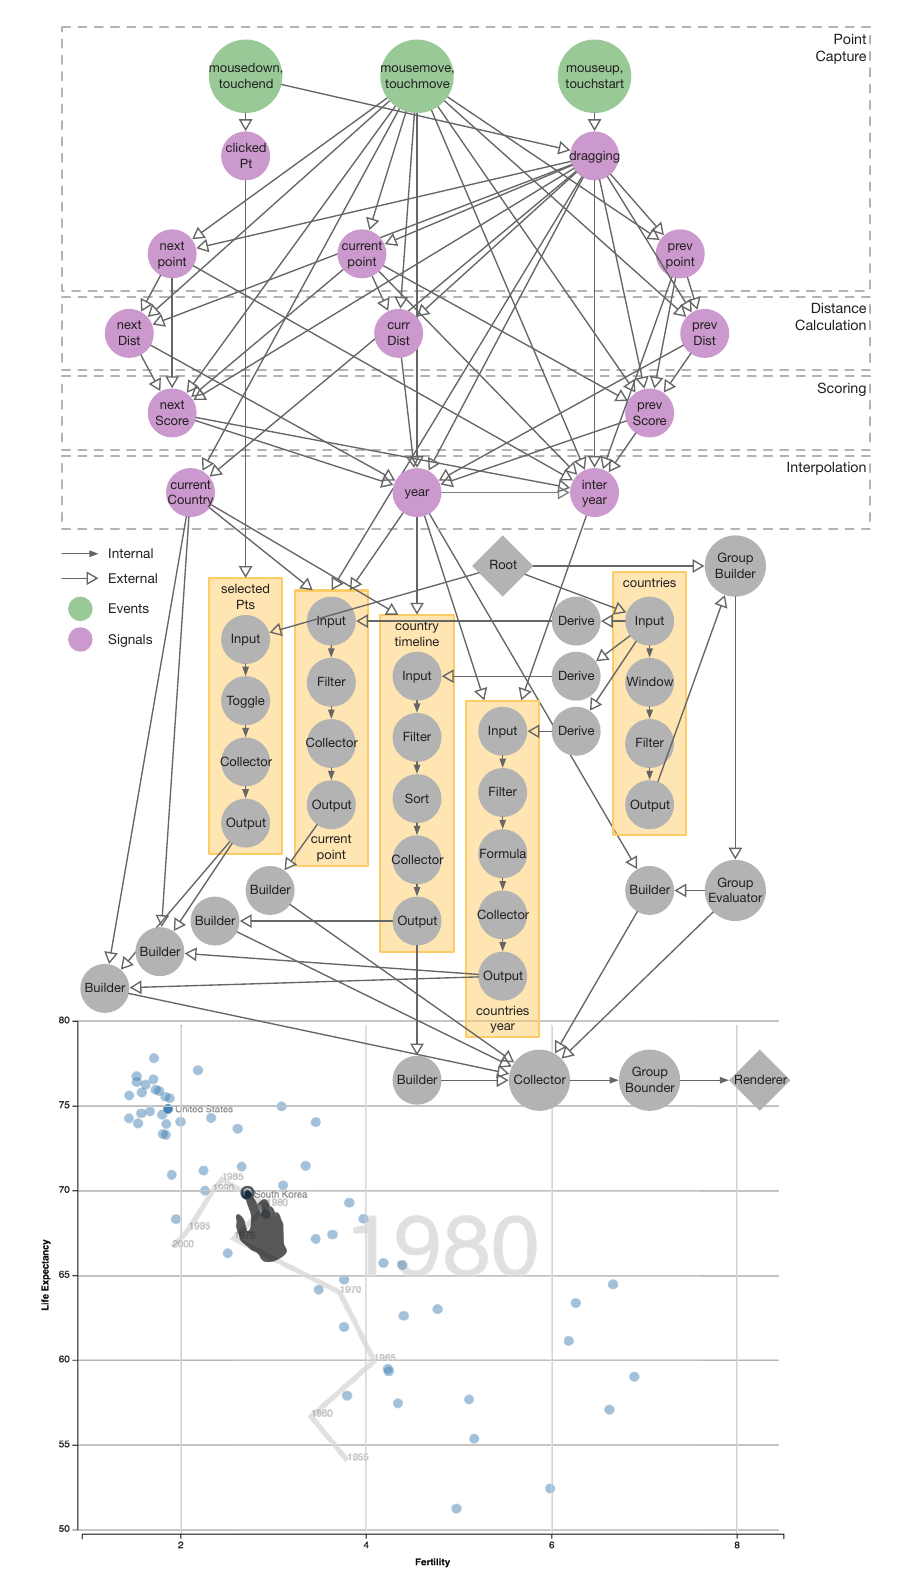 Point
Capture
mousedown,
touchend
mousemove,
touchmove
mouseup,
touchstart
clicked
Pt
dragging
next
point
current
point
prev
point
Distance
Calculation
next
Dist
curr
Dist
prev
Dist
Scoring
next
Score
prev
Score
Interpolation
current
Country
year
inter
year
Internal
External
Events
Signals
Root
Group
Builder
selected
Pts
Input
Toggle
Collector
Output
Input
Filter
Collector
Output
current
point
country
timeline
Input
Filter
Sort
Collector
Output
Input
Filter
Formula
Collector
Output
countries
year
Derive
Derive
Derive
countries
Input
Window
Filter
Output
Builder
Builder
Builder
Builder
Builder
Group
Evaluator
Builder
Collector
Group
Bounder
Renderer
80
75
70
65
60
55
50
Life Expectancy
United States
1985
1990
South Korea
1980
1995
1975
2000
1980
1970
1965
1960
1955
2
4
6
8
Fertility